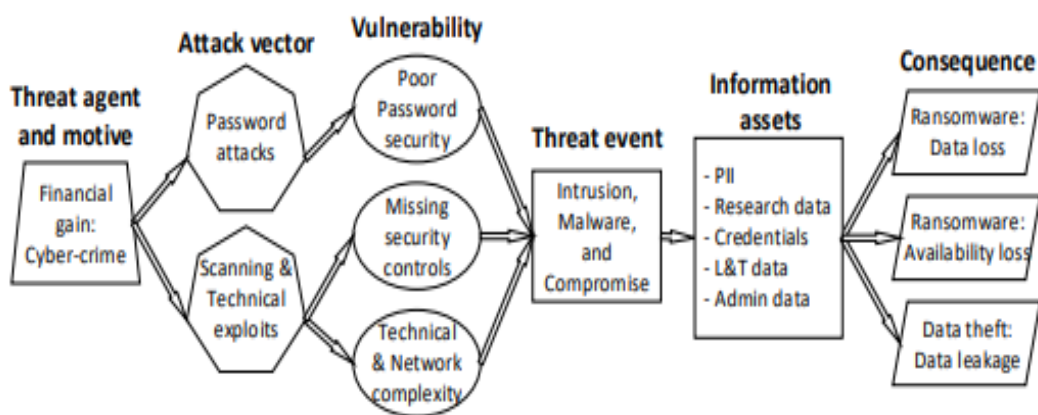 Threat agent
and motive
Financial
gain:
Cyber-crime
Attack vector
Password
attacks
Scanning &
Technical
exploits
Vulnerability
Poor
Password
security
Missing
security
controls
Technical
& Network
complexity
Threat event
Intrusion,
Malware,
and
Compromise
Information
assets
- PII
- Research data
- Credentials
- L&T data
- Admin data
Consequence
Ransomware:
Data loss
Ransomware:
Availability loss
Data theft:
Data leakage